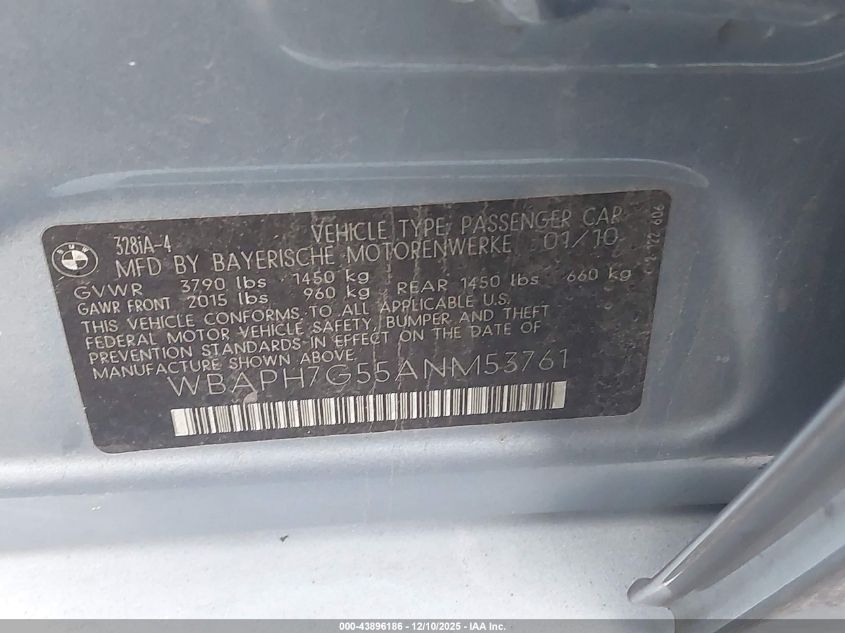 BMW
328iA-4 VEHICLE TYPE: PASSENGER CAR
MFD BY BAYERISCHE MOTORENWERKE 01/10
GVWR 3790 lbs 1450 kg
GAWR FRONT 2015 lbs 960 kg REAR 1450 lbs 660 kg
THIS VEHICLE CONFORMS TO ALL APPLICABLE U.S.
FEDERAL MOTOR VEHICLE SAFETY, BUMPER AND THEFT
PREVENTION STANDARDS IN EFFECT ON THE DATE OF
MANUFACTURE SHOWN ABOVE.
WBAPH7G55ANM53761
000-43896186 - 12/10/2025 - IAA Inc.